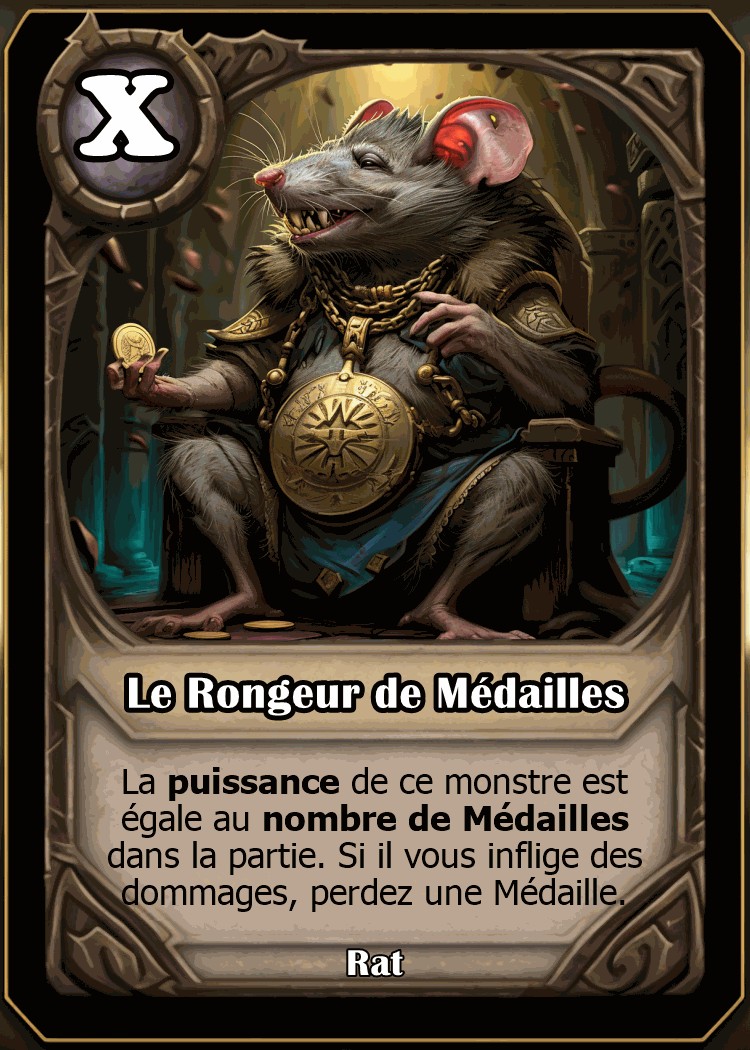 X
Le Rongeur de Médailles
La puissance de ce monstre est
égale au nombre de Médailles
dans la partie. Si il vous inflige des
dommages, perdez une Médaille.
Rat